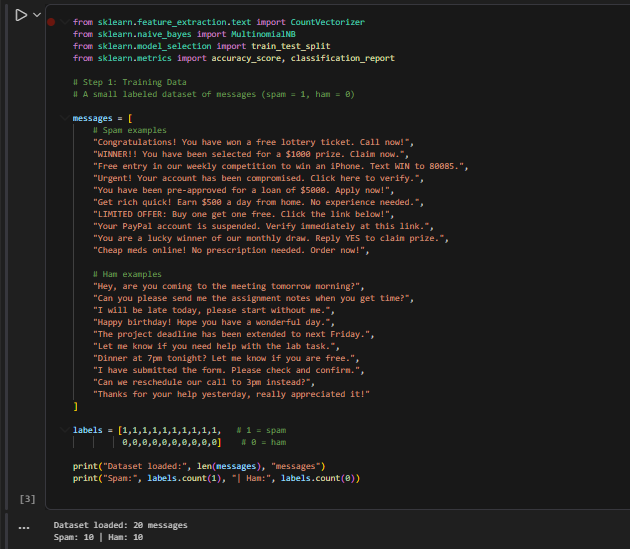 from sklearn.feature_extraction.text import CountVectorizer
from sklearn.naive_bayes import MultinomialNB
from sklearn.model_selection import train_test_split
from sklearn.metrics import accuracy_score, classification_report
# Step 1: Training Data
# A small labeled dataset of messages (spam = 1, ham = 0)
messages = [
# Spam examples
"Congratulations! You have won a free lottery ticket. Call now!",
"WINNER!! You have been selected for a $1000 prize. Claim now.",
"Free entry in our weekly competition to win an iPhone. Text WIN to 80085.",
"Urgent! Your account has been compromised. Click here to verify.",
"You have been pre-approved for a loan of $5000. Apply now!",
"Get rich quick! Earn $500 a day from home. No experience needed.",
"LIMITED OFFER: Buy one get one free. Click the link below!",
"Your PayPal account is suspended. Verify immediately at this link.",
"You are a lucky winner of our monthly draw. Reply YES to claim prize.",
"Cheap meds online! No prescription needed. Order now!",
# Ham examples
"Hey, are you coming to the meeting tomorrow morning?",
"Can you please send me the assignment notes when you get time?",
"I will be late today, please start without me.",
"Happy birthday! Hope you have a wonderful day.",
"The project deadline has been extended to next Friday.",
"Let me know if you need help with the lab task.",
"Dinner at 7pm tonight? Let me know if you are free.",
"I have submitted the form. Please check and confirm.",
"Can we reschedule our call to 3pm instead?",
"Thanks for your help yesterday, really appreciated it!"
]
labels = [1,1,1,1,1,1,1,1,1,1, # 1 = spam
0,0,0,0,0,0,0,0,0,0] # 0 = ham
print("Dataset loaded:", len(messages), "messages")
print("Spam:", labels.count(1), "| Ham:", labels.count(0))
[3]
... Dataset loaded: 20 messages
Spam: 10 | Ham: 10